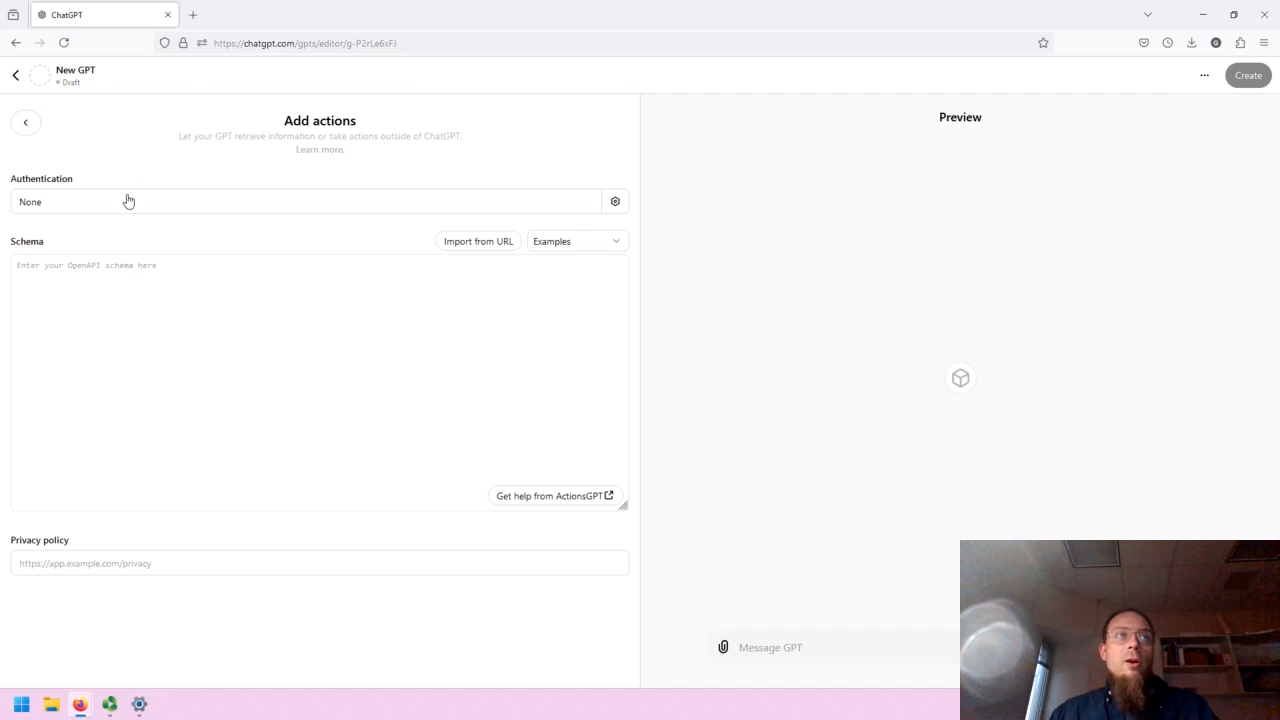 ChatGPT
https://chatgpt.com/gpts/editor/g-P2rLe6xFJ
New GPT
Draft
Create
Add actions
Let your GPT retrieve information or take actions outside of ChatGPT.
Learn more.
Preview
Authentication
None
Schema
Import from URL
Examples
Enter your OpenAPI schema here
Get help from ActionsGPT
Privacy policy
https://app.example.com/privacy
Message GPT